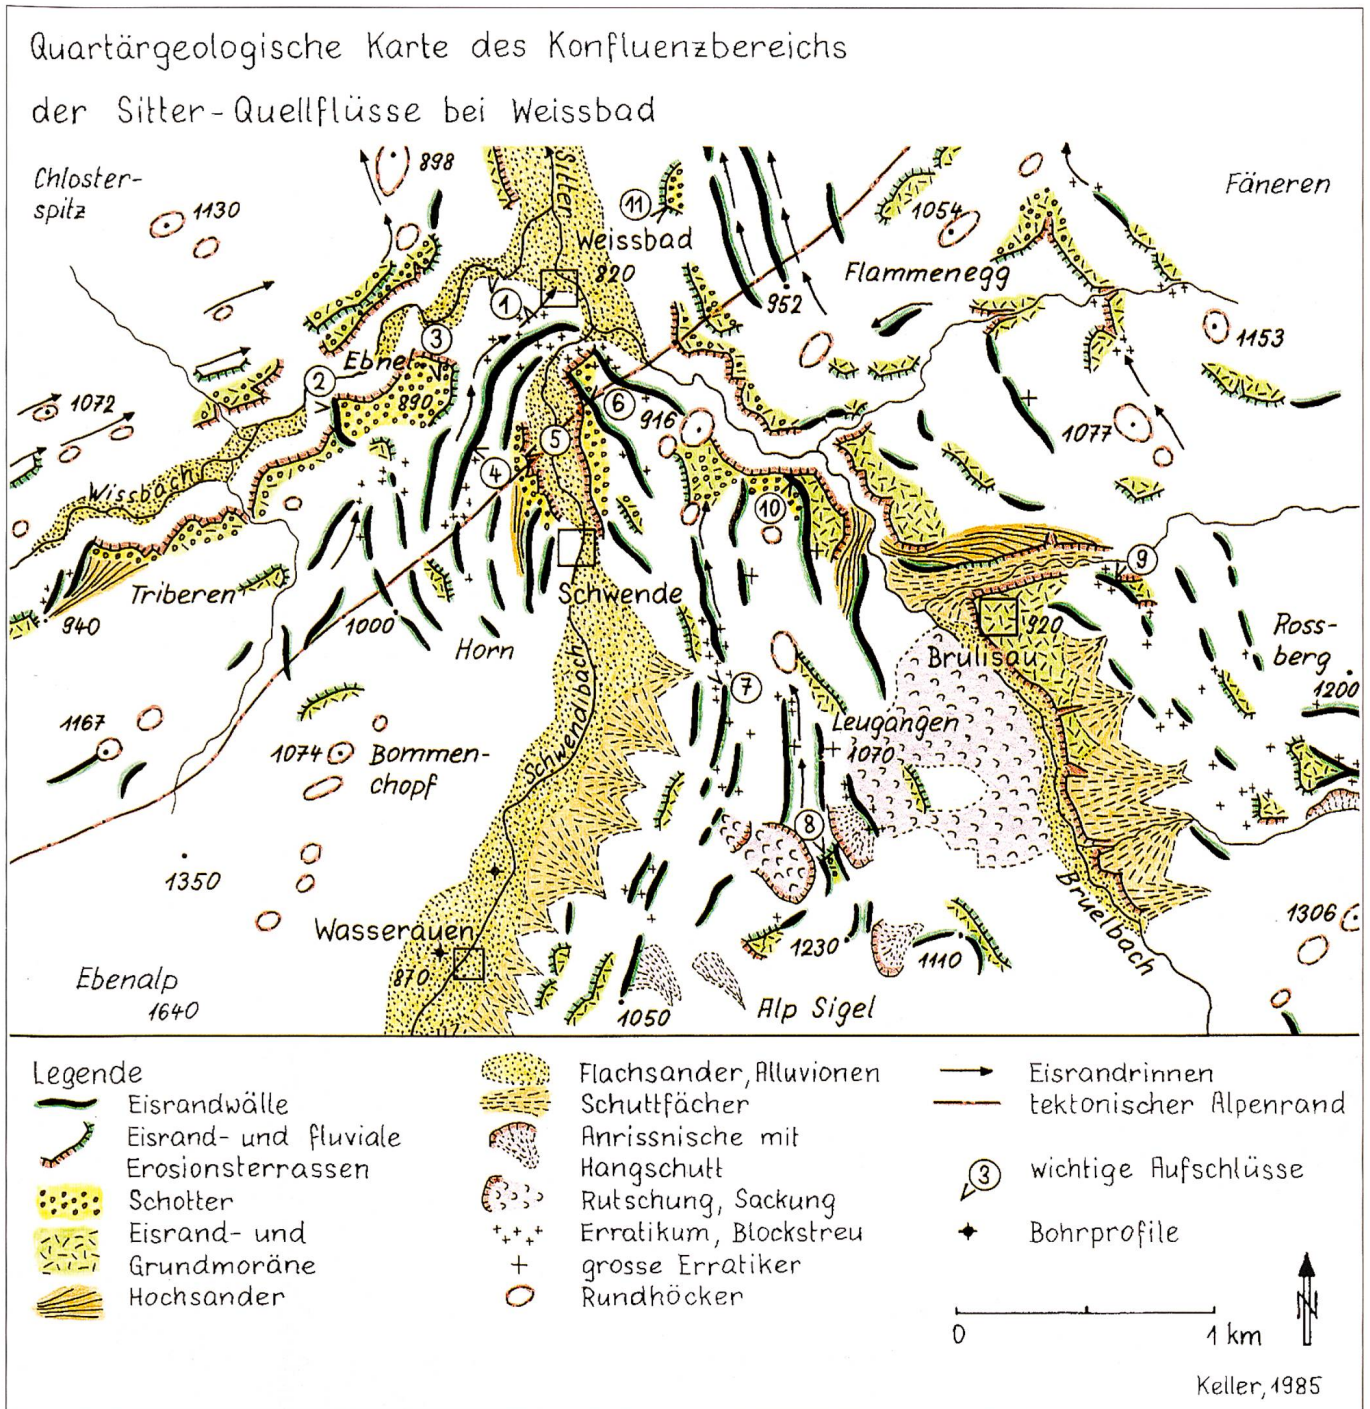 Quartärgeologische Karte des Konfluenzbereichs
der Sitter-Quellflüsse bei Weissbad
Chloster-
spitz
1130
898
Sitter
11
Weissbad
820
1054
Fäneren
Flammenegg
952
1153
1
3
Ebnet
2
890
1072
6
916
1077
5
4
10
Wissbach
9
Triberen
940
1000
Horn
Schwende
920
Brülisau
Ross-
berg
1200
7
1167
1074
Bommen-
chopf
Schwendibach
Leugangen
1070
8
1350
Wasserauen
870
Brüelbach
1306
1230
1110
Ebenalp
1640
1050
Alp Sigel
Legende
Eisrandwälle
Eisrand- und fluviale
Erosionsterrassen
Schotter
Eisrand- und
Grundmoräne
Hochsander
Flachsander, Alluvionen
Schuttfächer
Anrissnische mit
Hangschutt
Rutschung, Sackung
Erratikum, Blockstreu
grosse Erratiker
Rundhöcker
Eisrandrinnen
tektonischer Alpenrand
3 wichtige Aufschlüsse
Bohrprofile
N
0 1 km
Keller, 1985